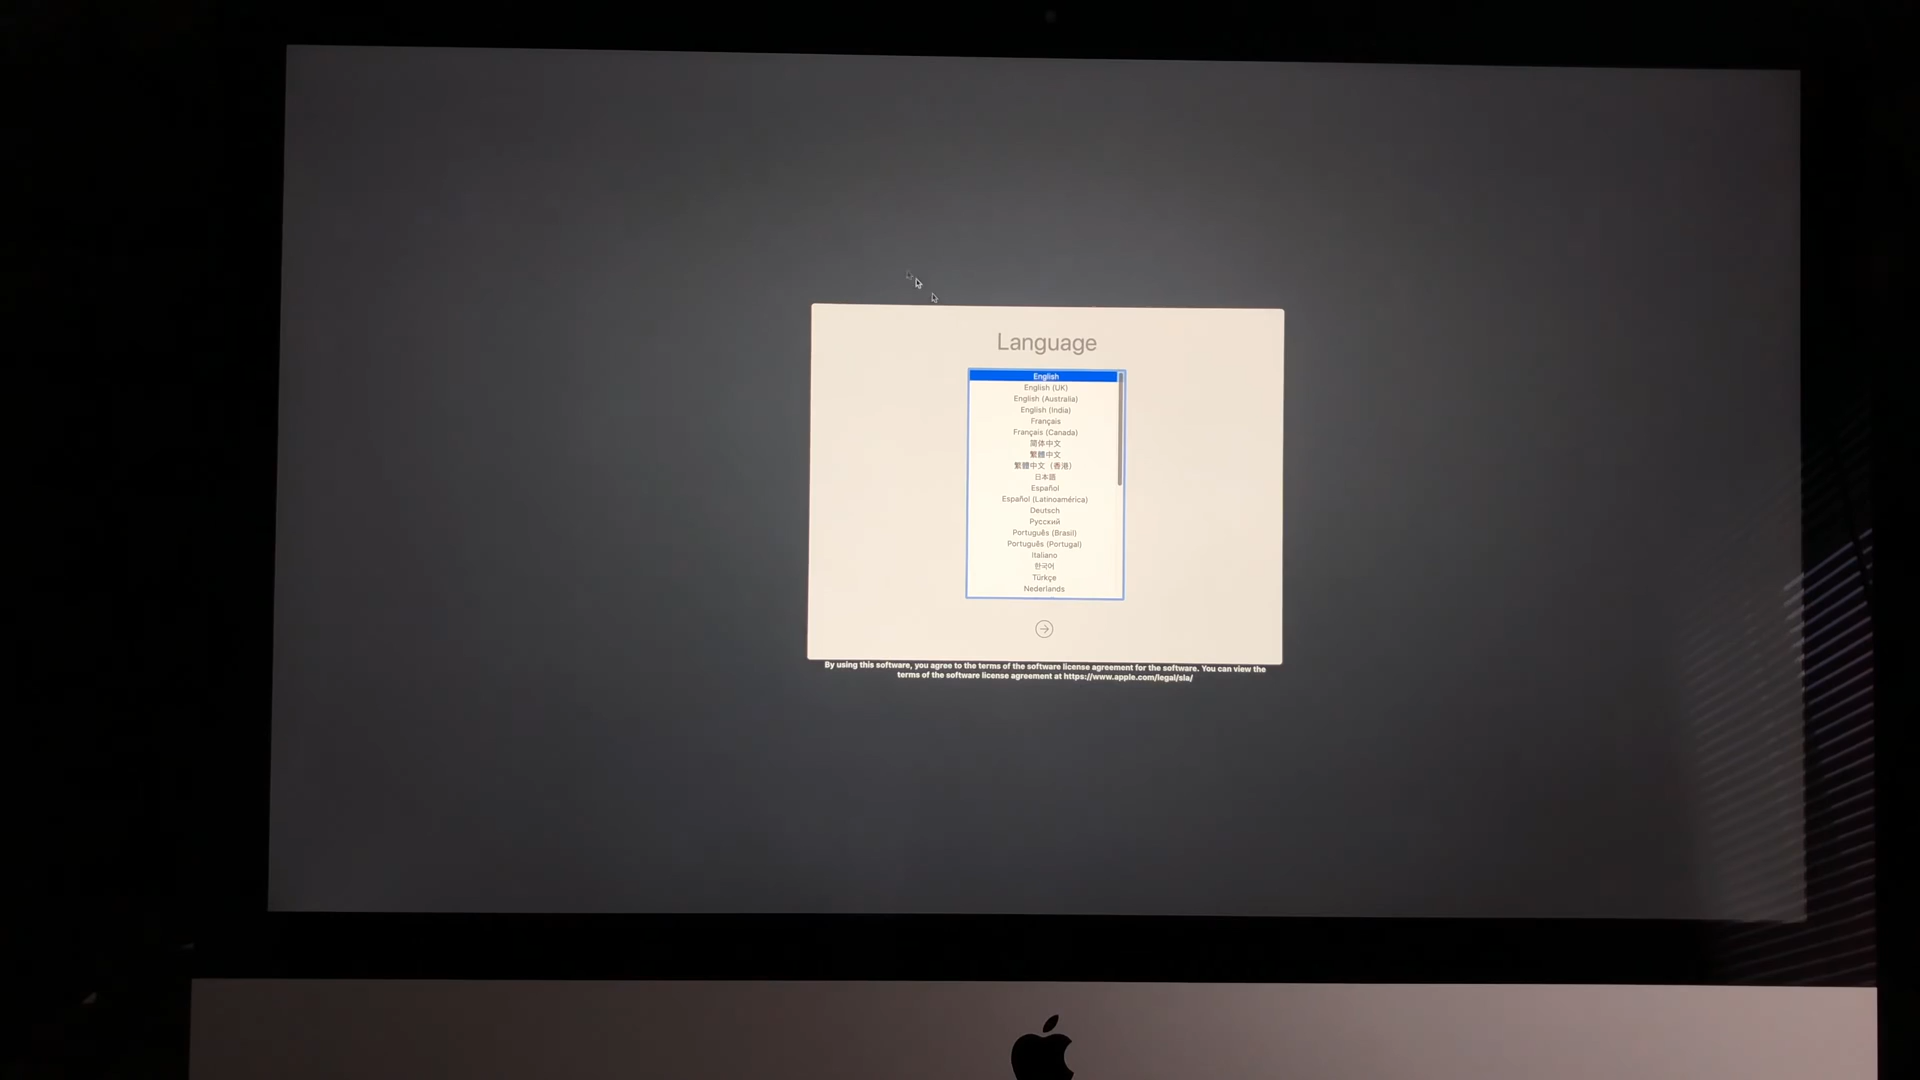 Language
English
English (UK)
English (Australia)
English (India)
Français
Français (Canada)
简体中文
繁體中文
繁體中文（香港）
日本語
Español
Español (Latinoamérica)
Deutsch
Русский
Português (Brasil)
Português (Portugal)
Italiano
한국어
Türkçe
Nederlands
By using this software, you agree to the terms of the software license agreement for the software. You can view the
terms of the software license agreement at https://www.apple.com/legal/sla/